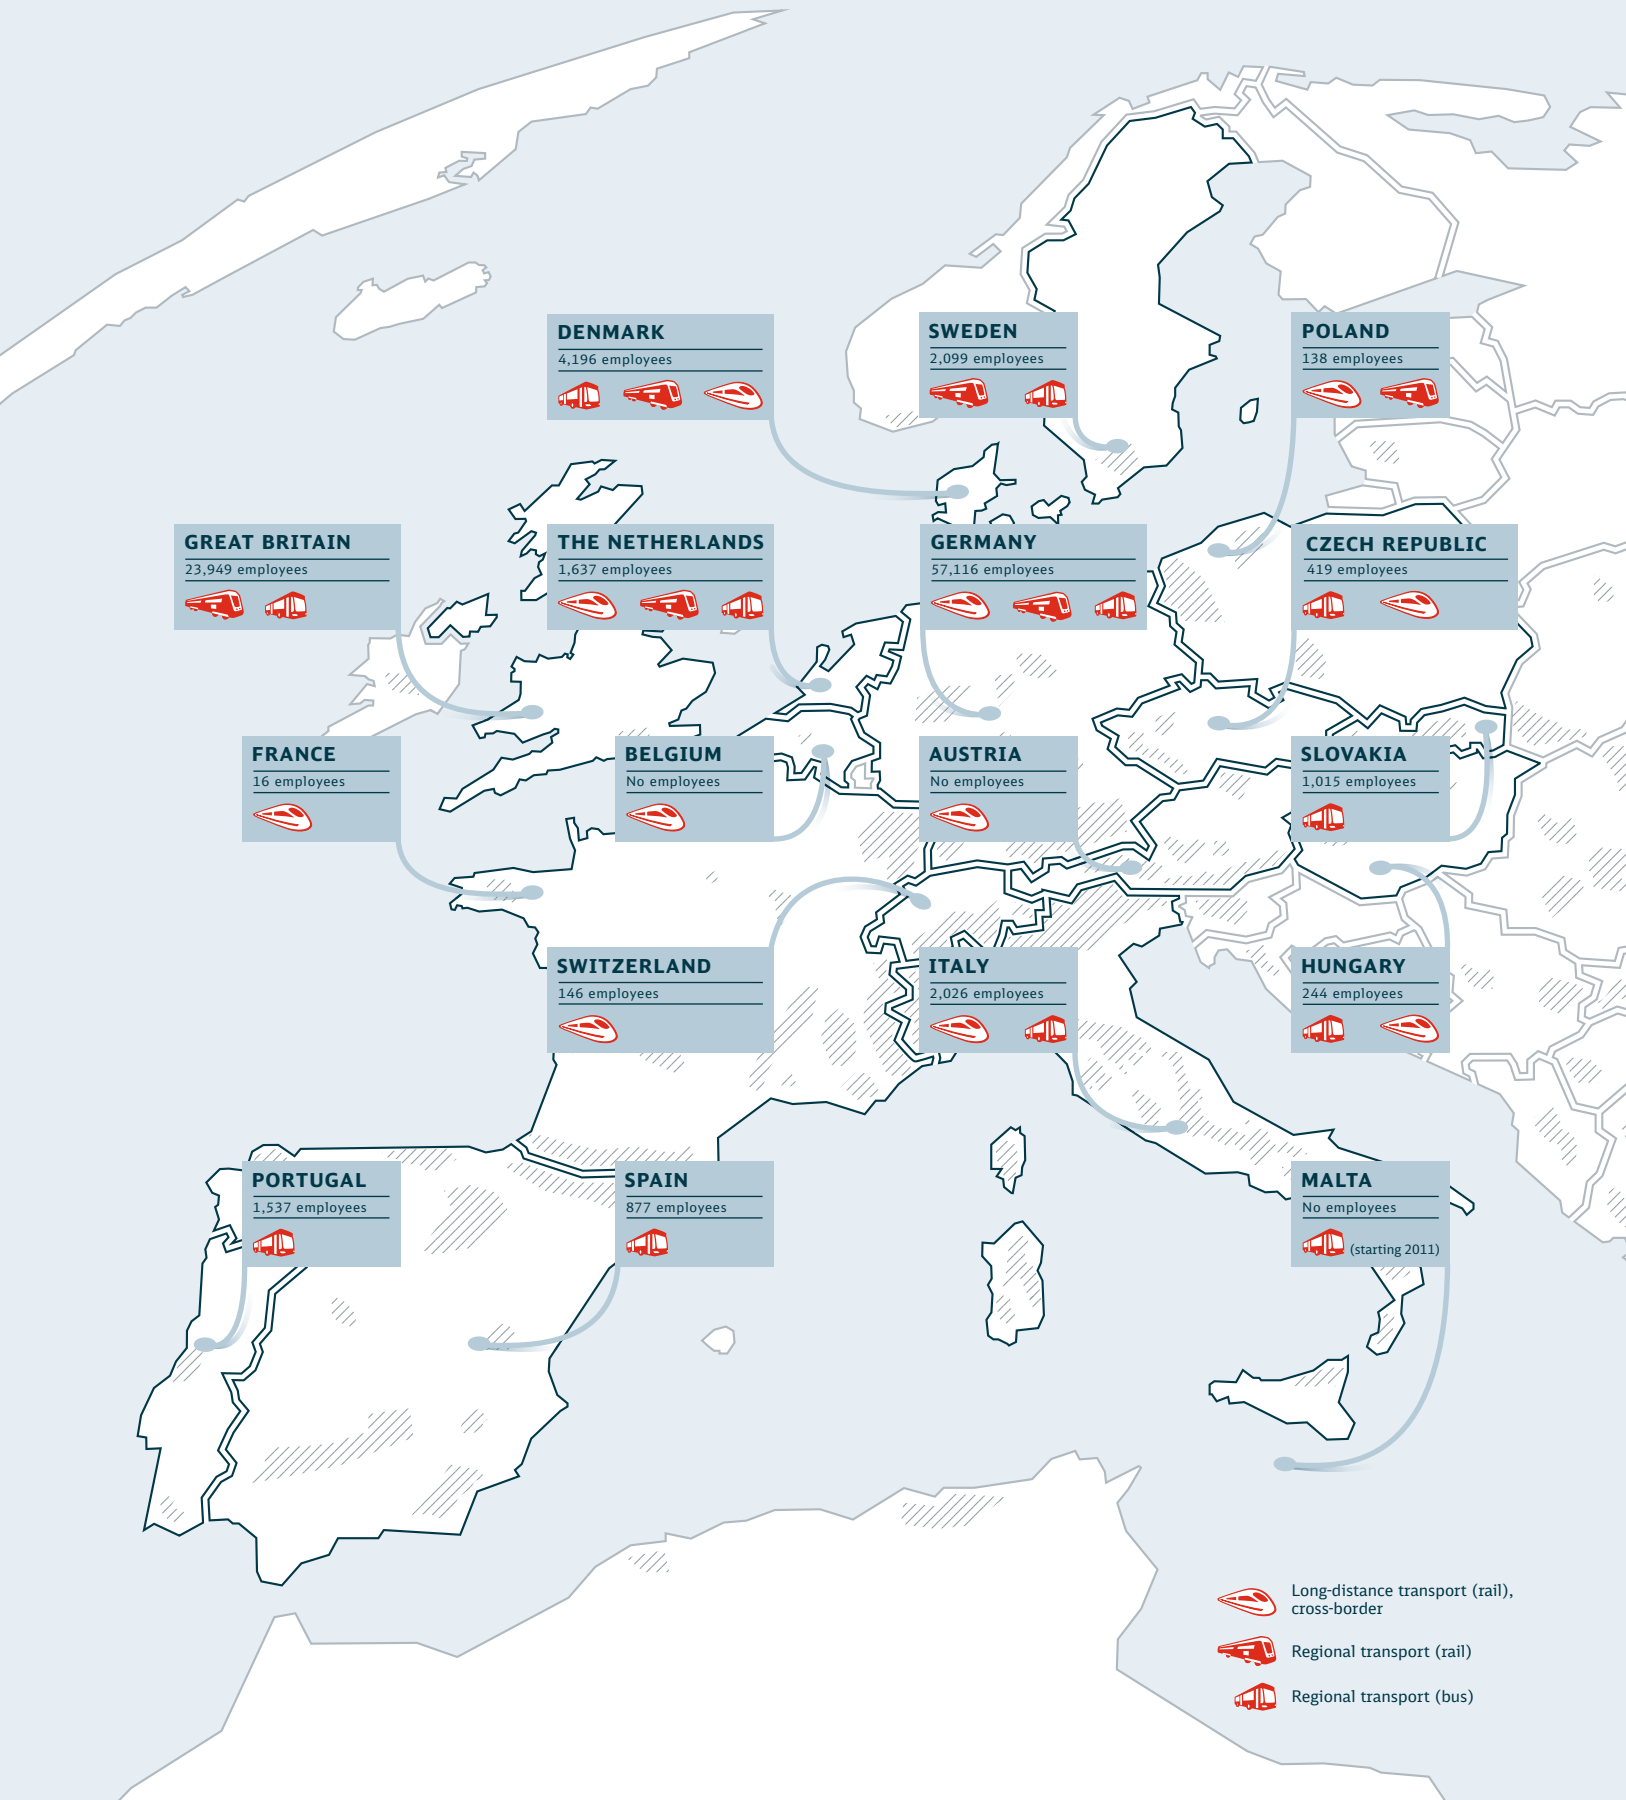 DENMARK
4,196 employees
SWEDEN
2,099 employees
POLAND
138 employees
GREAT BRITAIN
23,949 employees
THE NETHERLANDS
1,637 employees
GERMANY
57,116 employees
CZECH REPUBLIC
419 employees
FRANCE
16 employees
BELGIUM
No employees
AUSTRIA
No employees
SLOVAKIA
1,015 employees
SWITZERLAND
146 employees
ITALY
2,026 employees
HUNGARY
244 employees
PORTUGAL
1,537 employees
SPAIN
877 employees
MALTA
No employees
(starting 2011)
Long-distance transport (rail),
cross-border
Regional transport (rail)
Regional transport (bus)